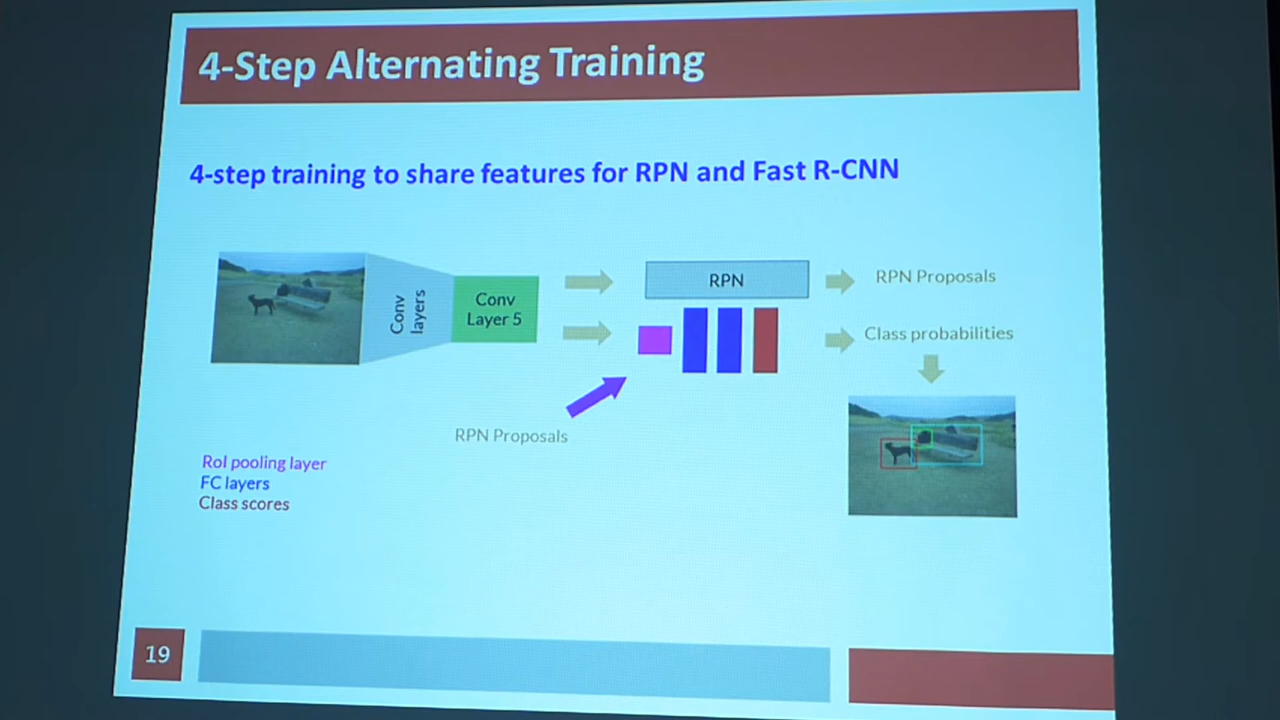 4-Step Alternating Training
4-step training to share features for RPN and Fast R-CNN
Conv
layers
Conv
Layer 5
RPN
RPN Proposals
Class probabilities
RPN Proposals
RoI pooling layer
FC layers
Class scores
19